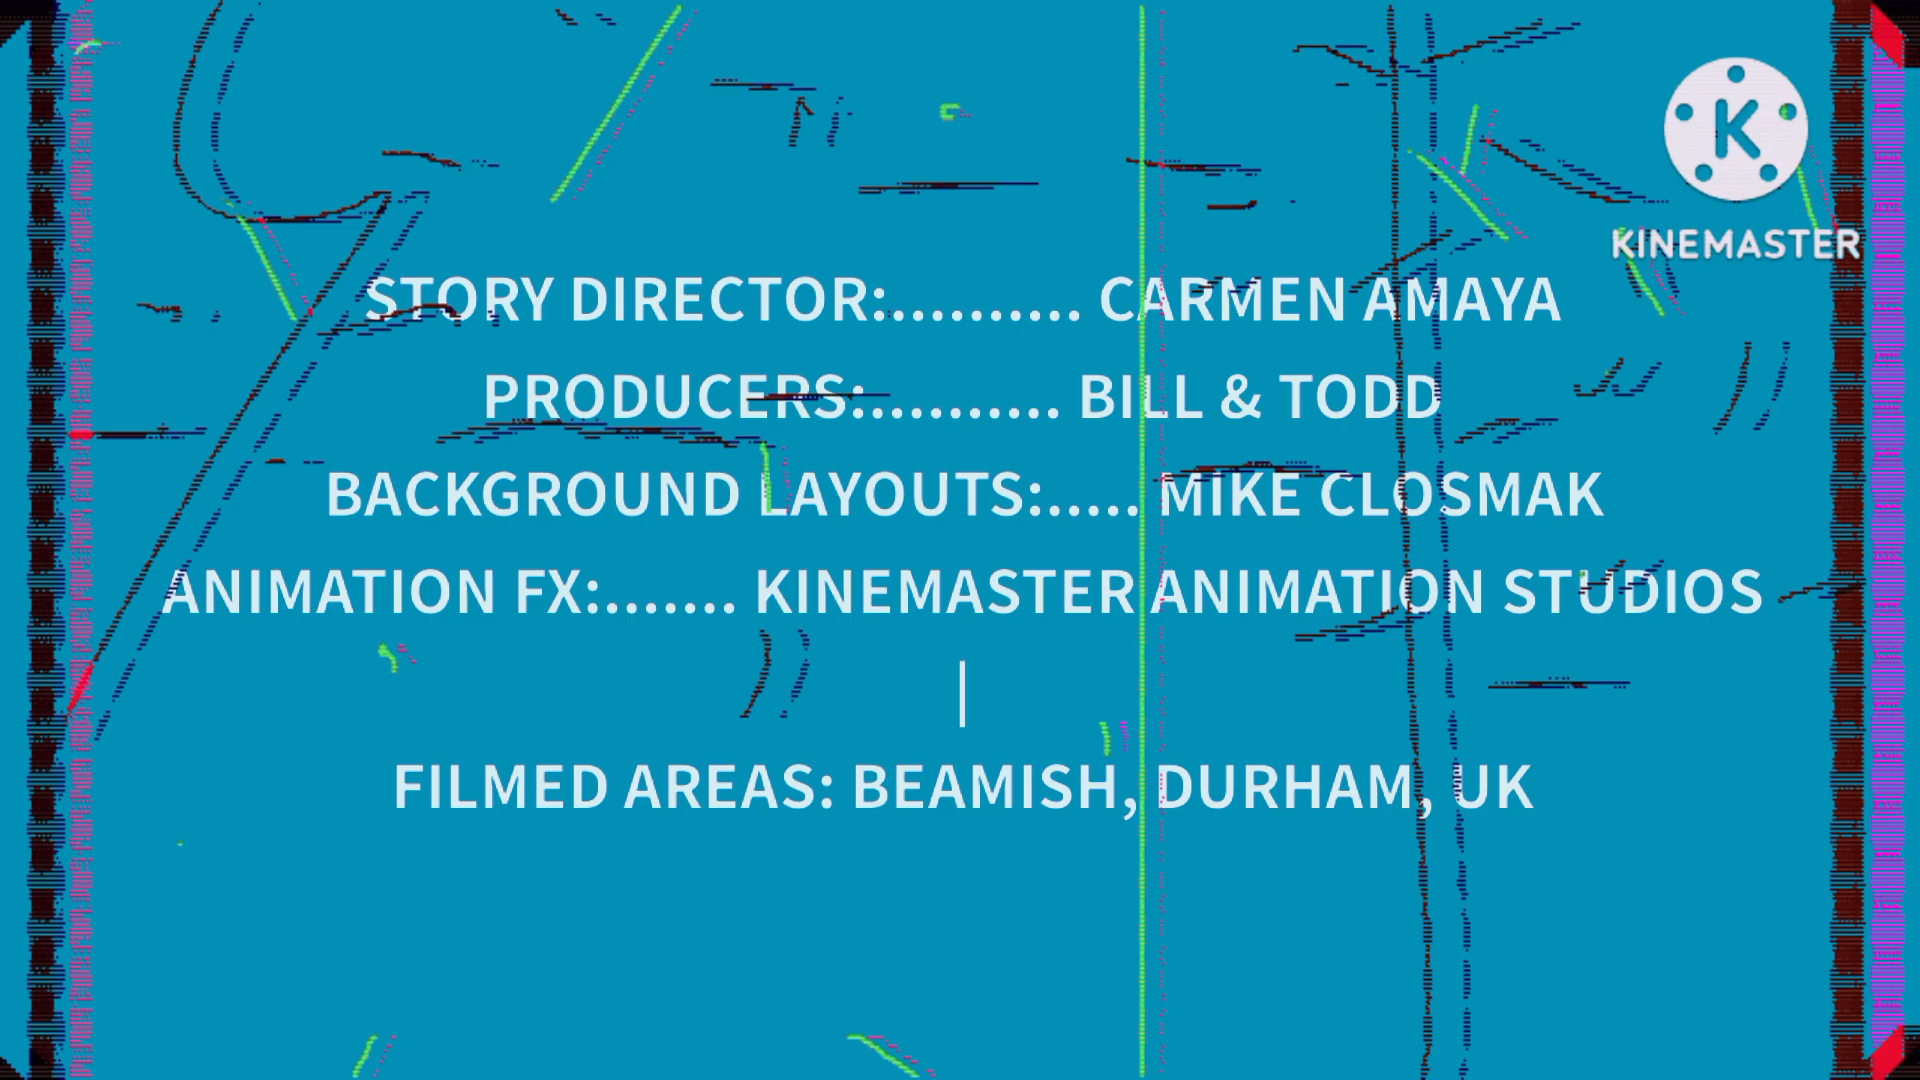 K
KINEMASTER
STORY DIRECTOR:.......... CARMEN AMAYA
PRODUCERS:........... BILL & TODD
BACKGROUND LAYOUTS:..... MIKE CLOSMAK
ANIMATION FX:....... KINEMASTER ANIMATION STUDIOS
|
FILMED AREAS: BEAMISH, DURHAM, UK